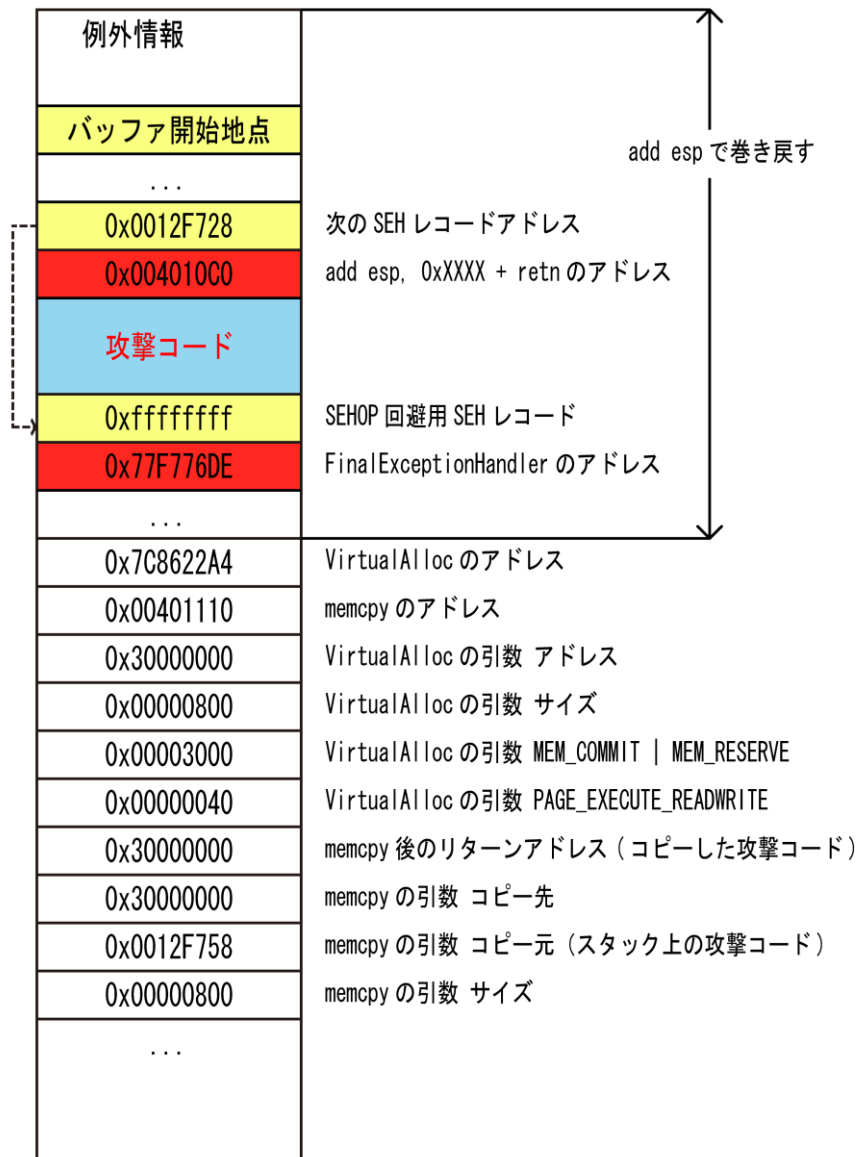 例外情報
バッファ開始地点
add esp で巻き戻す
...
0x0012F728 次の SEH レコードアドレス
0x004010C0 add esp, 0xXXXX + retn のアドレス
攻撃コード
0xffffffff SEHOP 回避用 SEH レコード
0x77F776DE FinalExceptionHandler のアドレス
...
0x7C8622A4 VirtualAlloc のアドレス
0x00401110 memcpy のアドレス
0x30000000 VirtualAlloc の引数 アドレス
0x00000800 VirtualAlloc の引数 サイズ
0x00003000 VirtualAlloc の引数 MEM_COMMIT | MEM_RESERVE
0x00000040 VirtualAlloc の引数 PAGE_EXECUTE_READWRITE
0x30000000 memcpy 後のリターンアドレス ( コピーした攻撃コード )
0x30000000 memcpy の引数 コピー先
0x0012F758 memcpy の引数 コピー元 (スタック上の攻撃コード )
0x00000800 memcpy の引数 サイズ
...